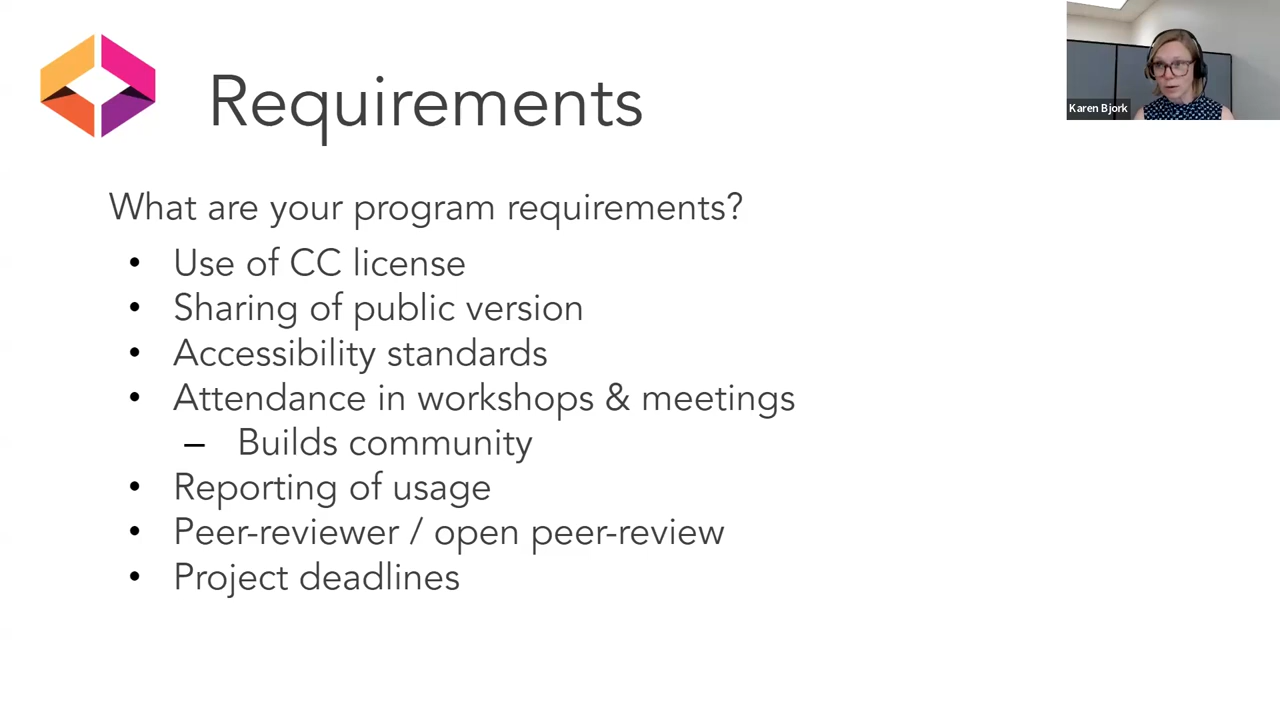 Requirements
Karen Bjork
What are your program requirements?
• Use of CC license
• Sharing of public version
• Accessibility standards
• Attendance in workshops & meetings
– Builds community
• Reporting of usage
• Peer-reviewer / open peer-review
• Project deadlines